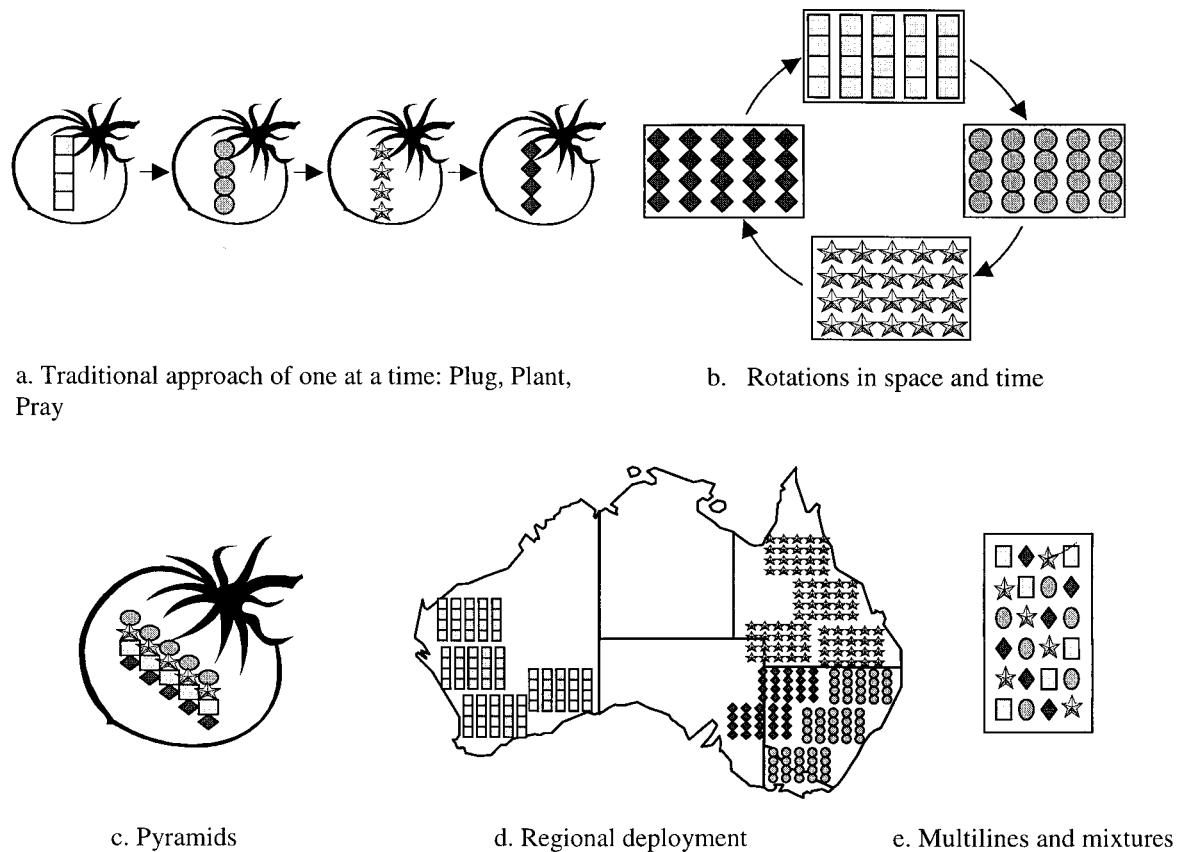 a. Traditional approach of one at a time: Plug, Plant,
Pray
b. Rotations in space and time
c. Pyramids
d. Regional deployment
e. Multilines and mixtures